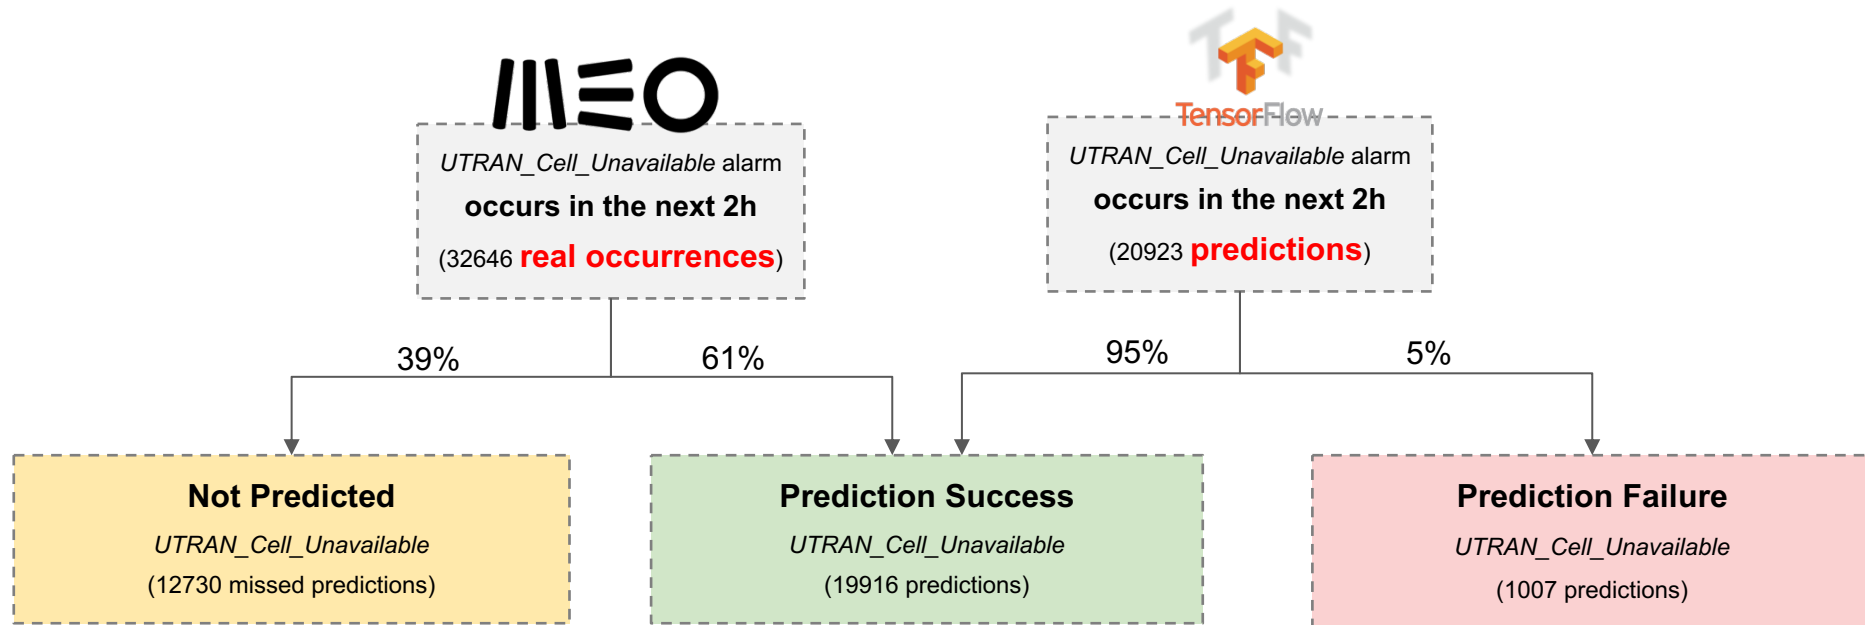 MEO
TensorFlow
UTRAN_Cell_Unavailable alarm
occurs in the next 2h
(32646 real occurrences)
UTRAN_Cell_Unavailable alarm
occurs in the next 2h
(20923 predictions)
39%
61%
95%
5%
Not Predicted
UTRAN_Cell_Unavailable
(12730 missed predictions)
Prediction Success
UTRAN_Cell_Unavailable
(19916 predictions)
Prediction Failure
UTRAN_Cell_Unavailable
(1007 predictions)